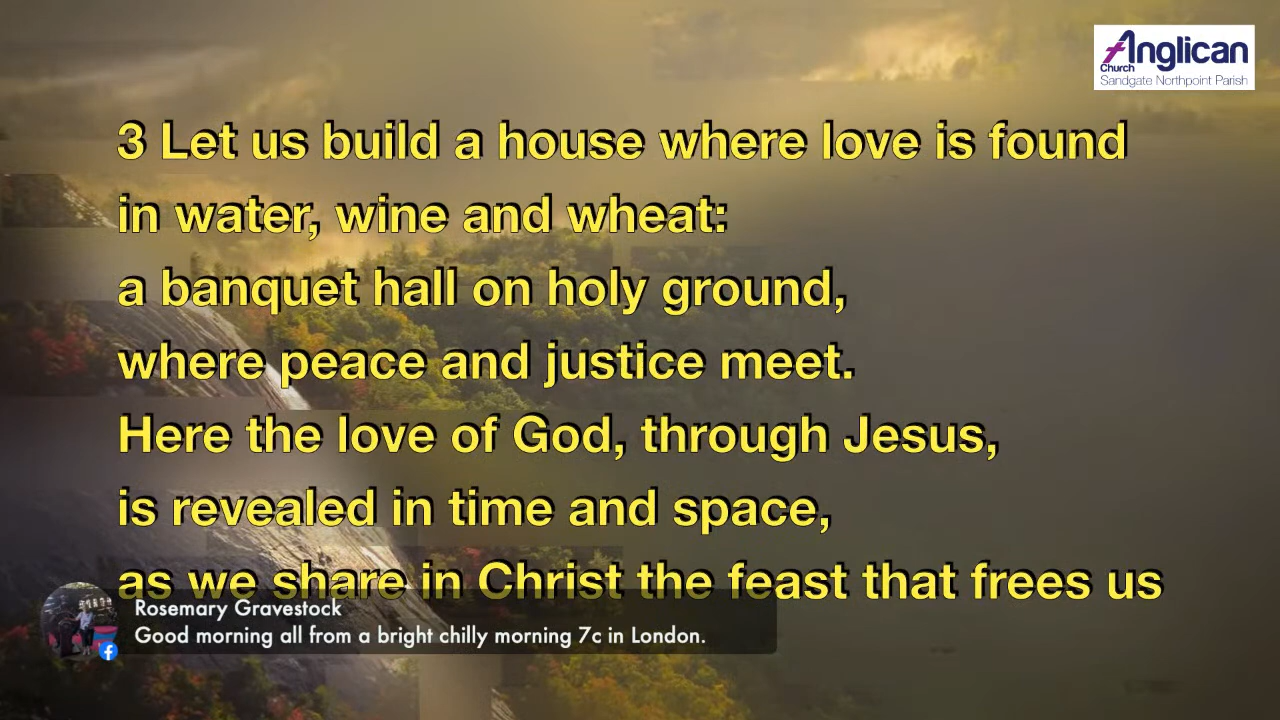 Anglican
Church
Sandgate Northpoint Parish
3 Let us build a house where love is found
in water, wine and wheat:
a banquet hall on holy ground,
where peace and justice meet.
Here the love of God, through Jesus,
is revealed in time and space,
as we share in Christ the feast that frees us
Rosemary Gravestock
Good morning all from a bright chilly morning 7c in London.